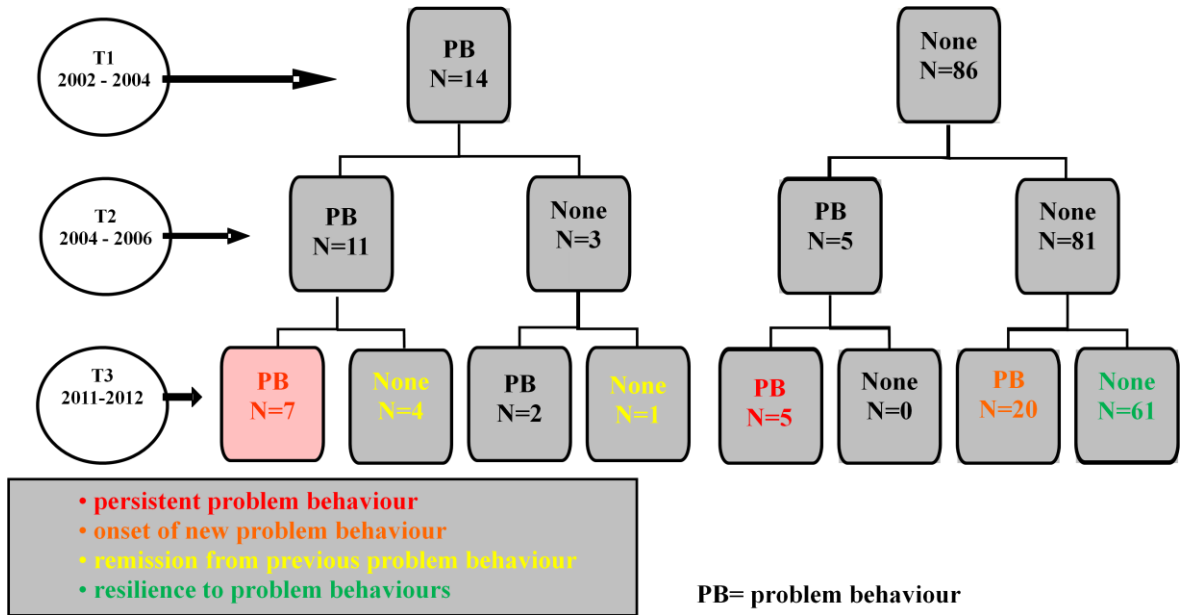 T1
2002 - 2004
PB
N=14
None
N=86
T2
2004 - 2006
PB
N=11
None
N=3
PB
N=5
None
N=81
T3
2011-2012
PB
N=7
None
N=4
PB
N=2
None
N=1
PB
N=5
None
N=0
PB
N=20
None
N=61
• persistent problem behaviour
• onset of new problem behaviour
• remission from previous problem behaviour
• resilience to problem behaviours
PB= problem behaviour